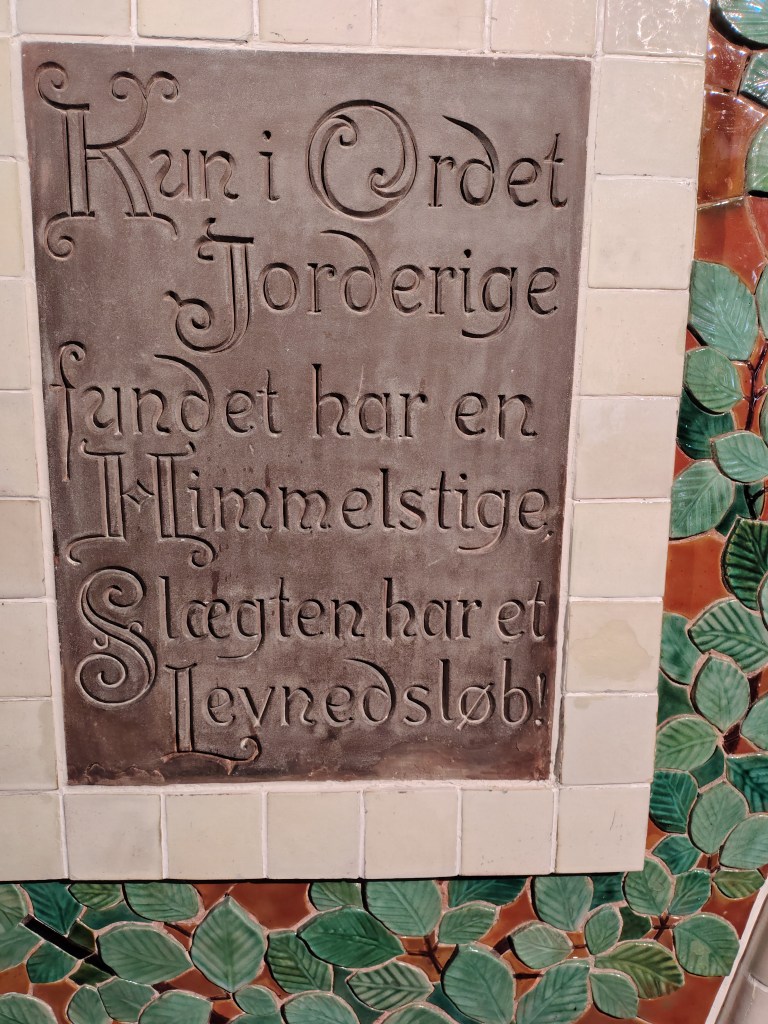 Kun i Ordet
Jorderige
fundet har en
Himmelstige,
Slægten har et
Levnedsløb!